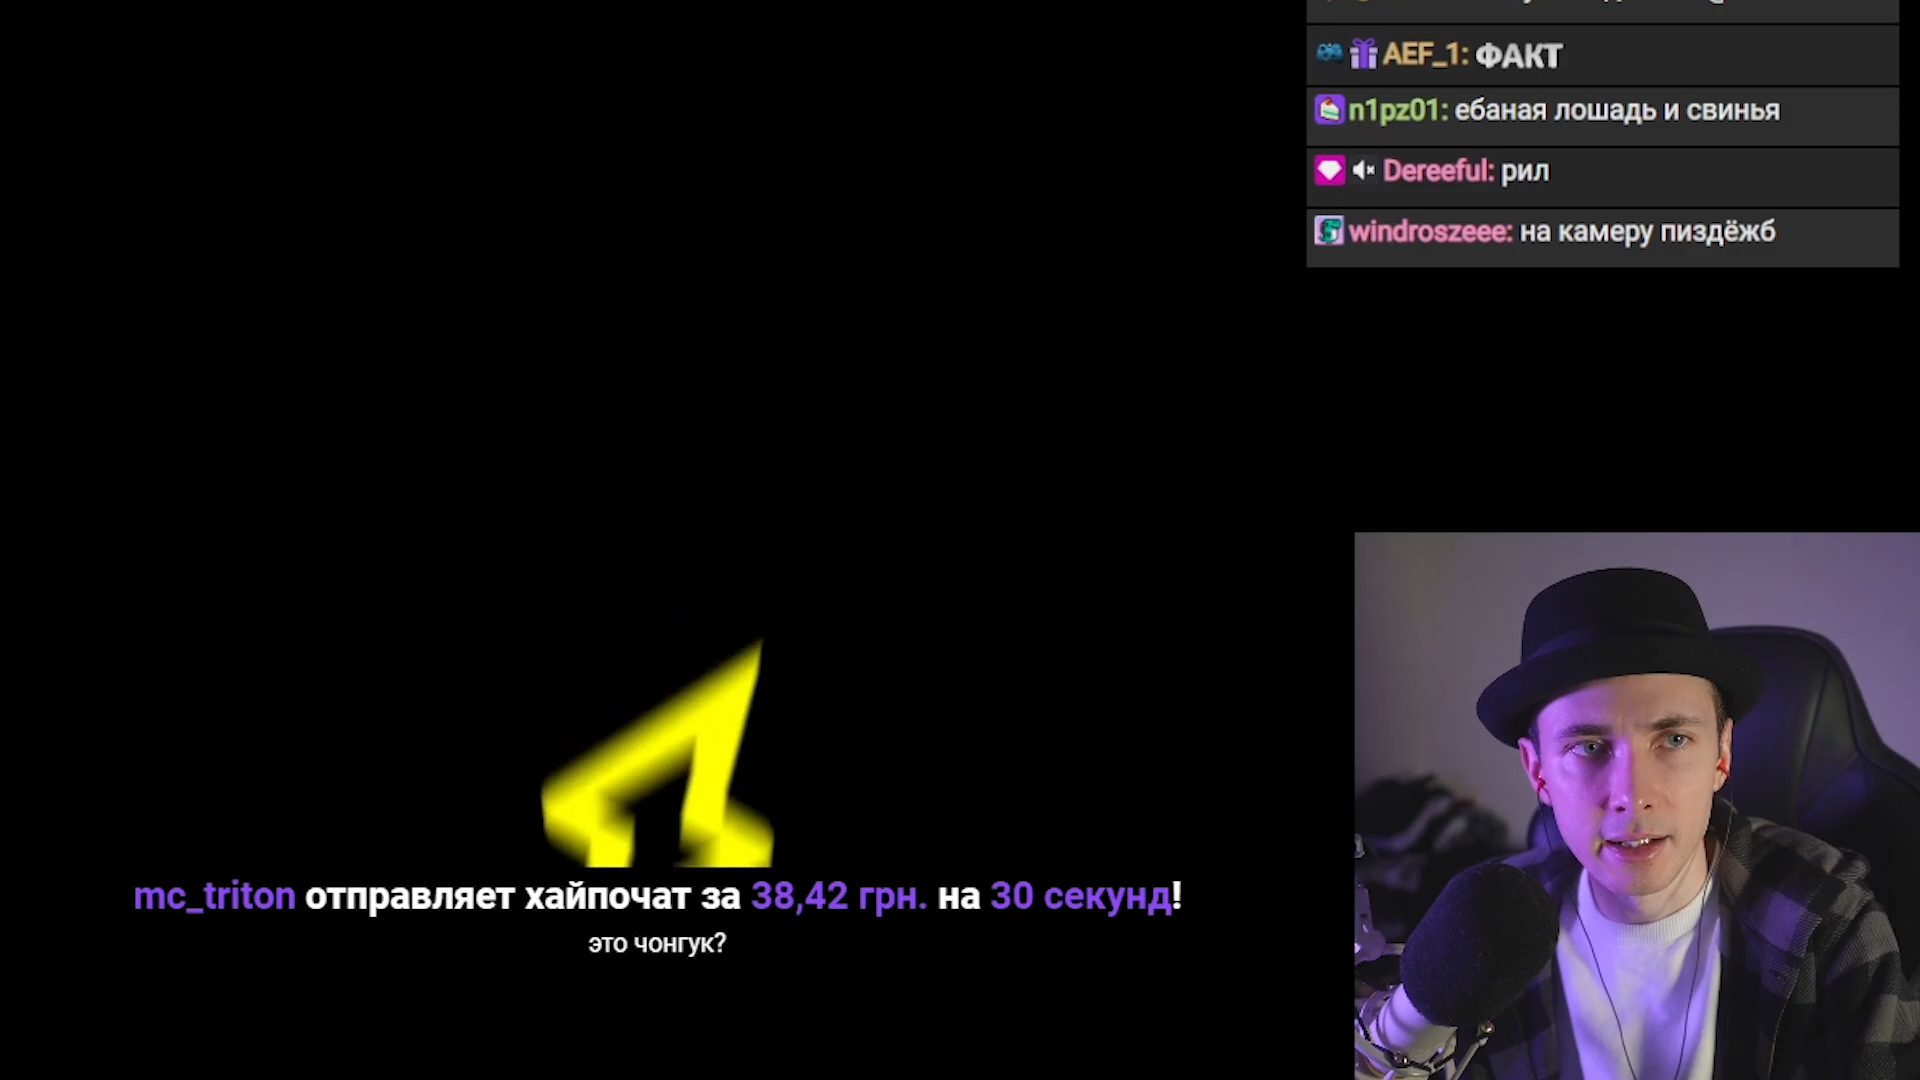 AEF_1: ФАКТ
n1pz01: ебаная лошадь и свинья
Dereeful: рил
windroszeee: на камеру пиздёжб
mc_triton отправляет хайпочат за 38,42 грн. на 30 секунд!
это чонгук?